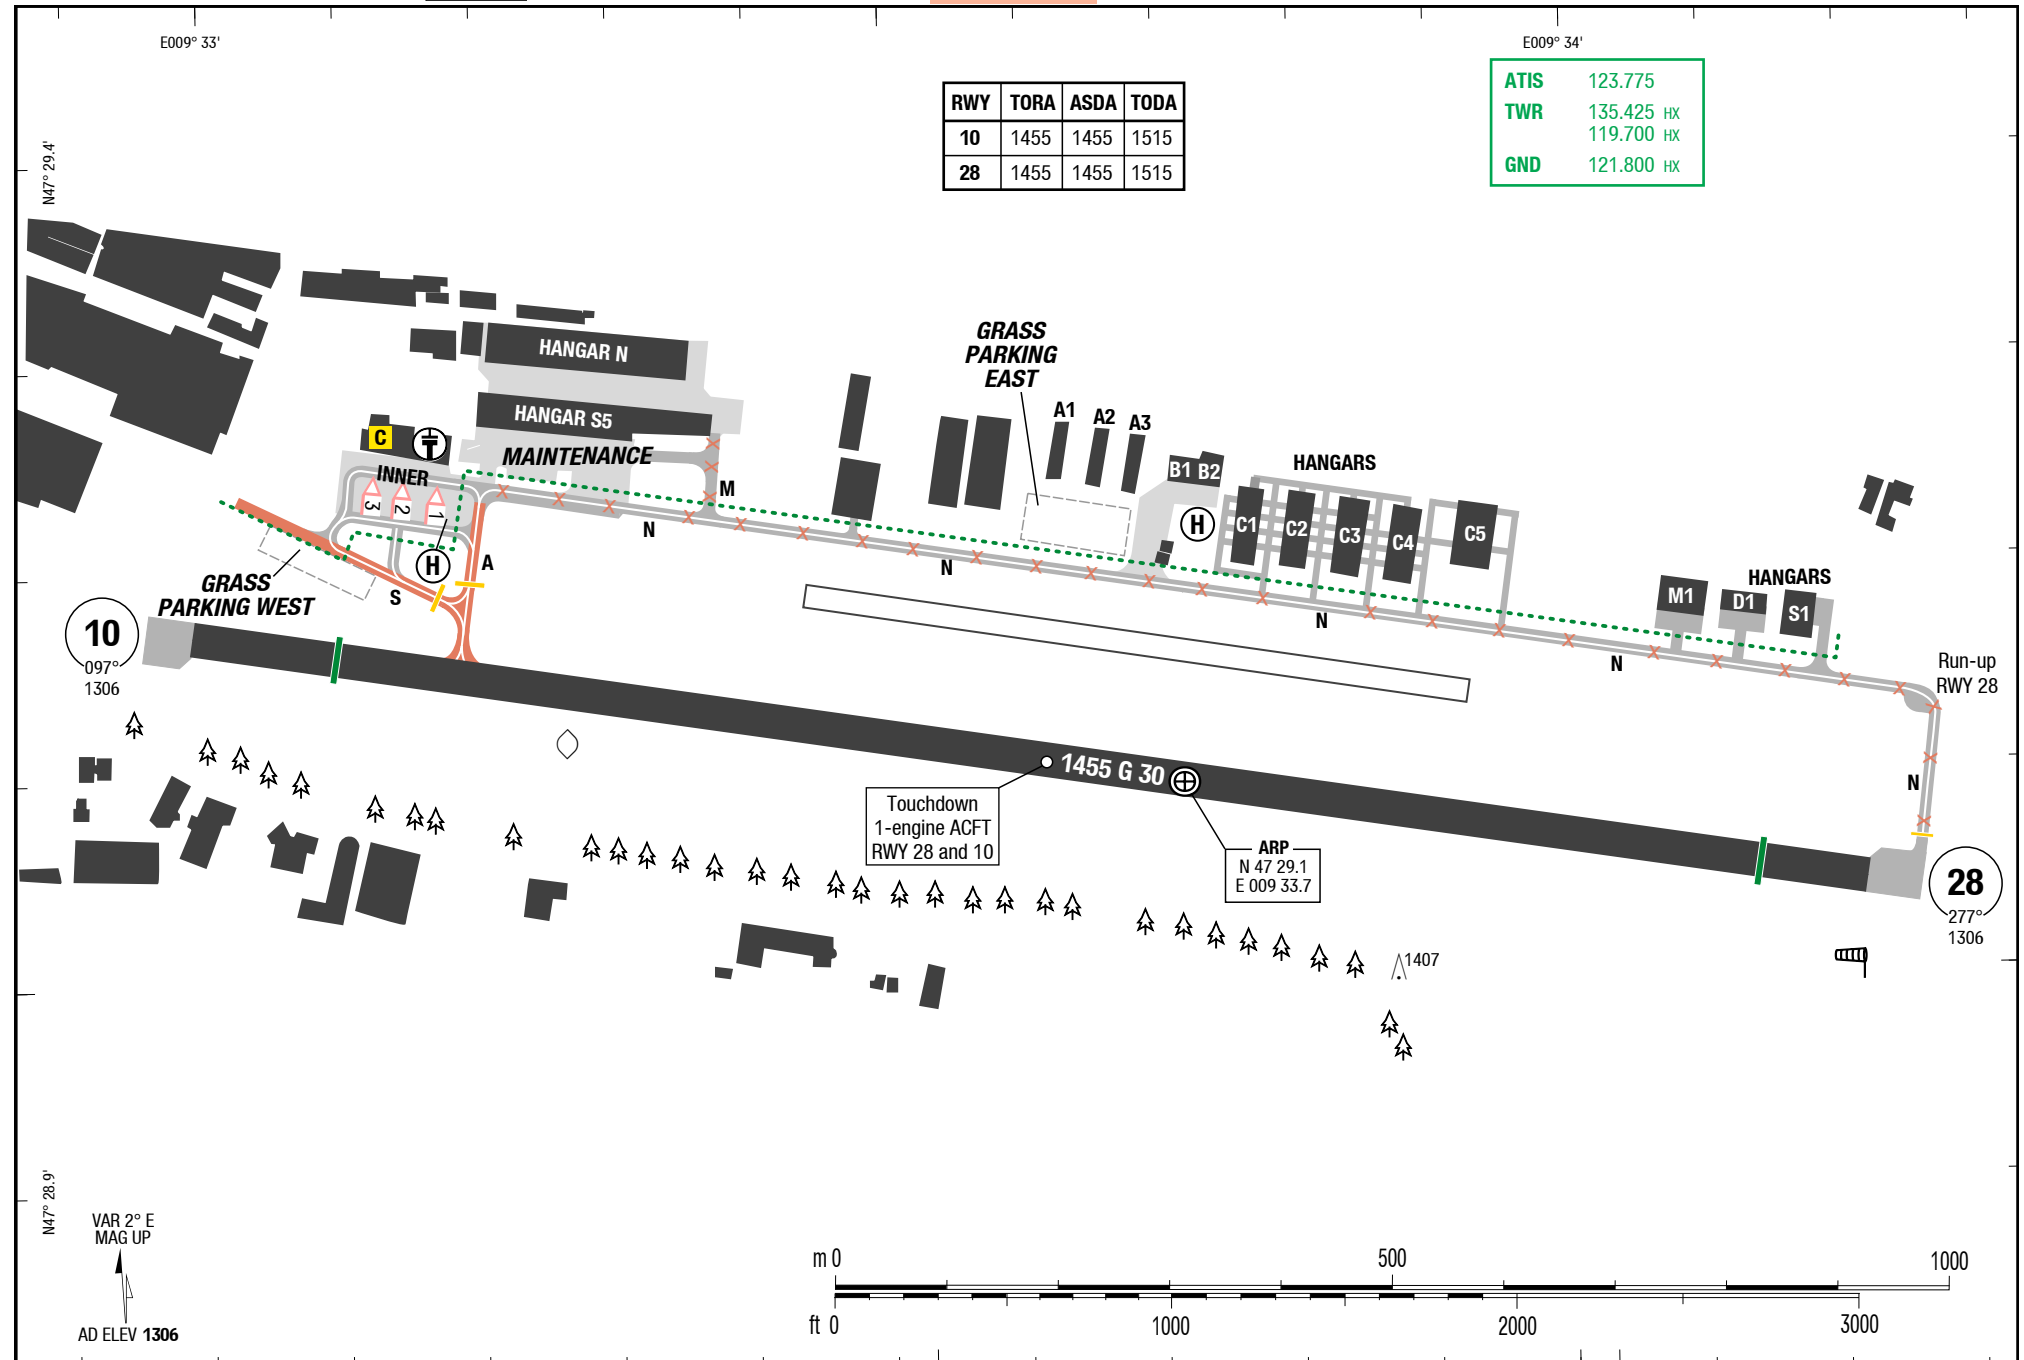 E009° 33'
E009° 34'
N47° 29.4'
RWY TORA ASDA TODA
10 1455 1455 1515
28 1455 1455 1515
ATIS 123.775
TWR 135.425 HX
119.700 HX
GND 121.800 HX
HANGAR N
HANGAR S5
MAINTENANCE
C
INNER
3
2
1
H
A
S
M
N
GRASS
PARKING WEST
GRASS
PARKING
EAST
A1
A2
A3
B1 B2
H
HANGARS
C1
C2
C3
C4
C5
N
N
N
HANGARS
M1
D1
S1
Run-up
RWY 28
N
10
097°
1306
1455 G 30
Touchdown
1-engine ACFT
RWY 28 and 10
ARP
N 47 29.1
E 009 33.7
28
277°
1306
1407
N47° 28.9'
VAR 2° E
MAG UP
AD ELEV 1306
m 0 500 1000
ft 0 1000 2000 3000